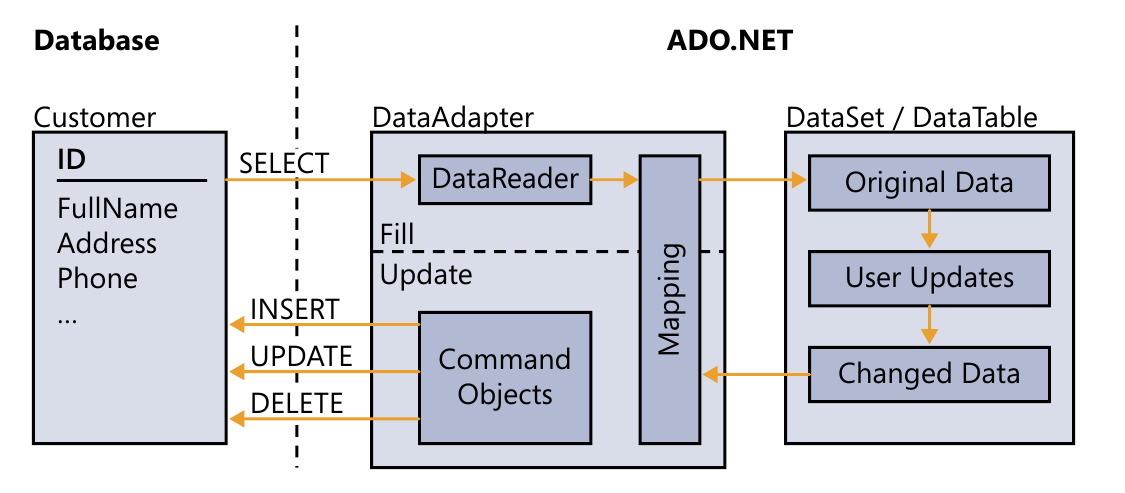 Database
ADO.NET
Customer
ID
FullName
Address
Phone
...
SELECT
INSERT
UPDATE
DELETE
DataAdapter
DataReader
Fill
Update
Command
Objects
Mapping
DataSet / DataTable
Original Data
User Updates
Changed Data